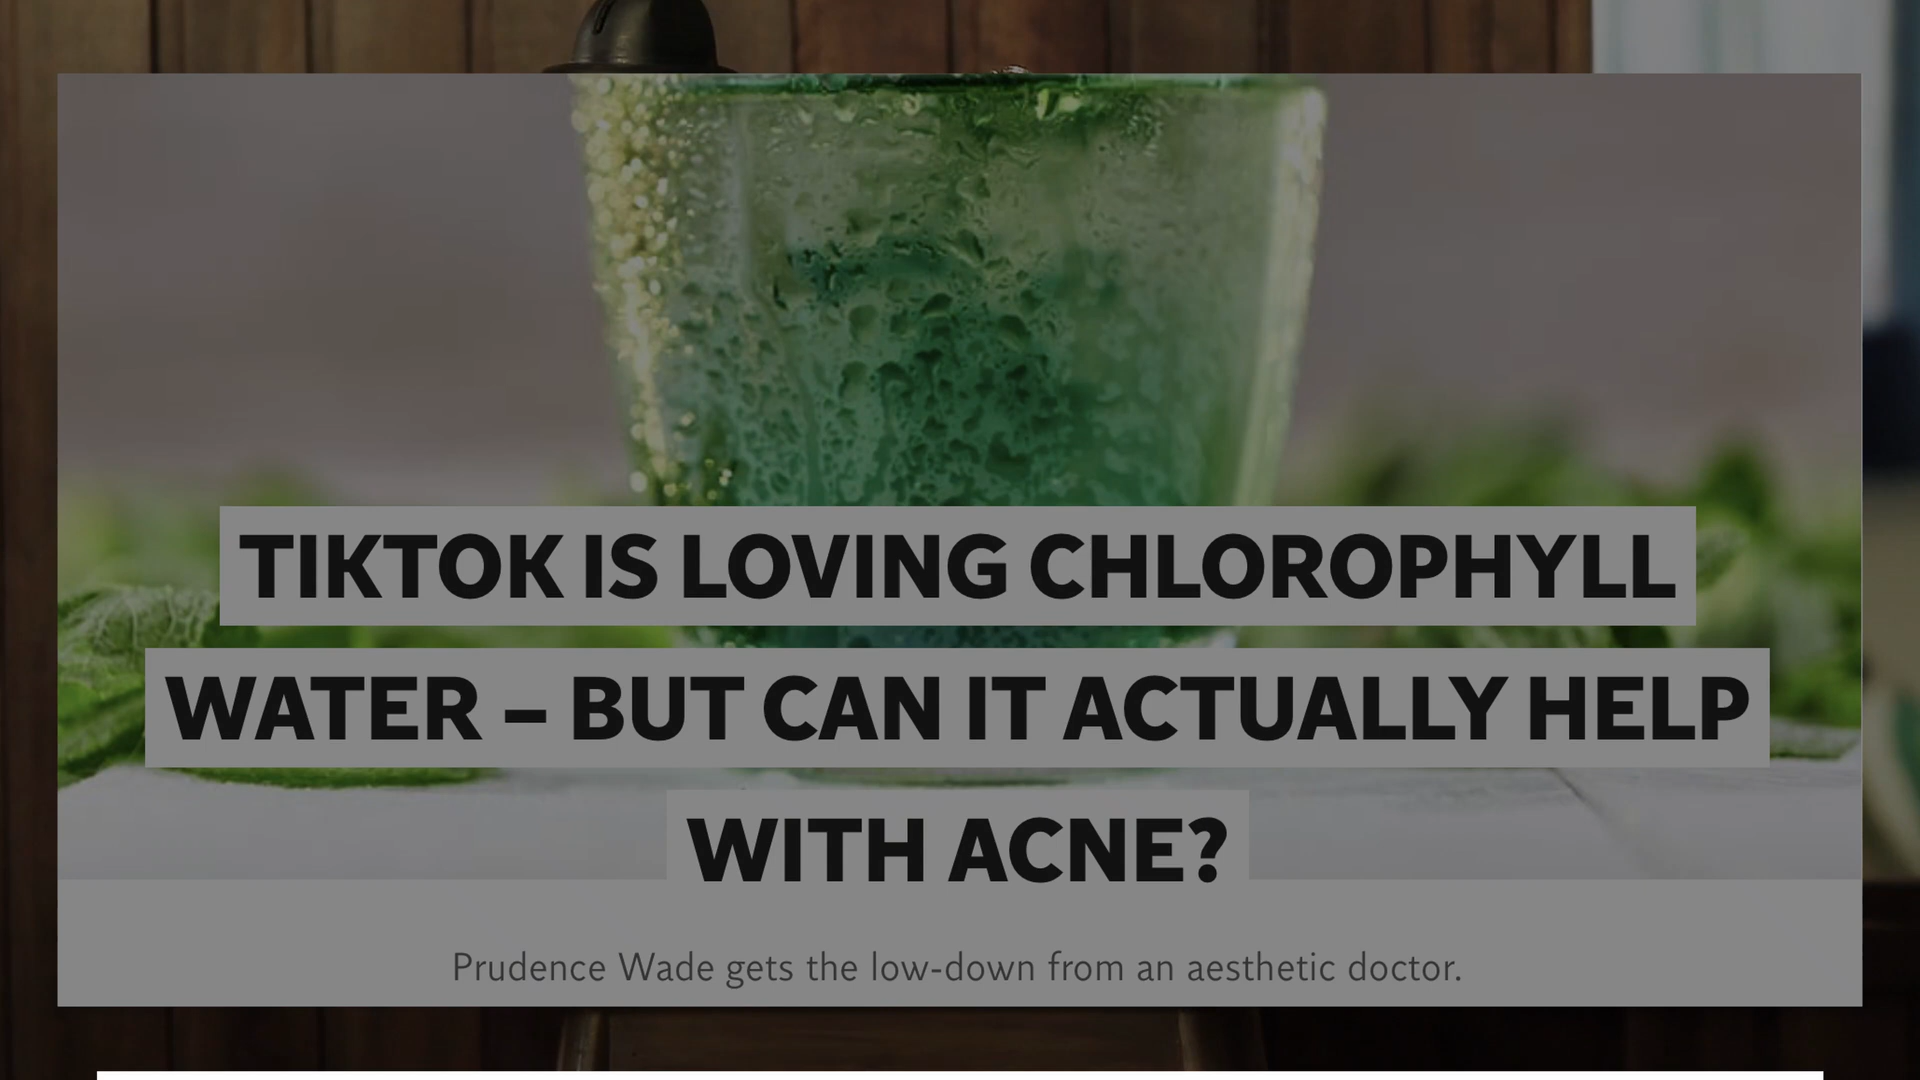 TIKTOK IS LOVING CHLOROPHYLL
WATER – BUT CAN IT ACTUALLY HELP
WITH ACNE?
Prudence Wade gets the low-down from an aesthetic doctor.